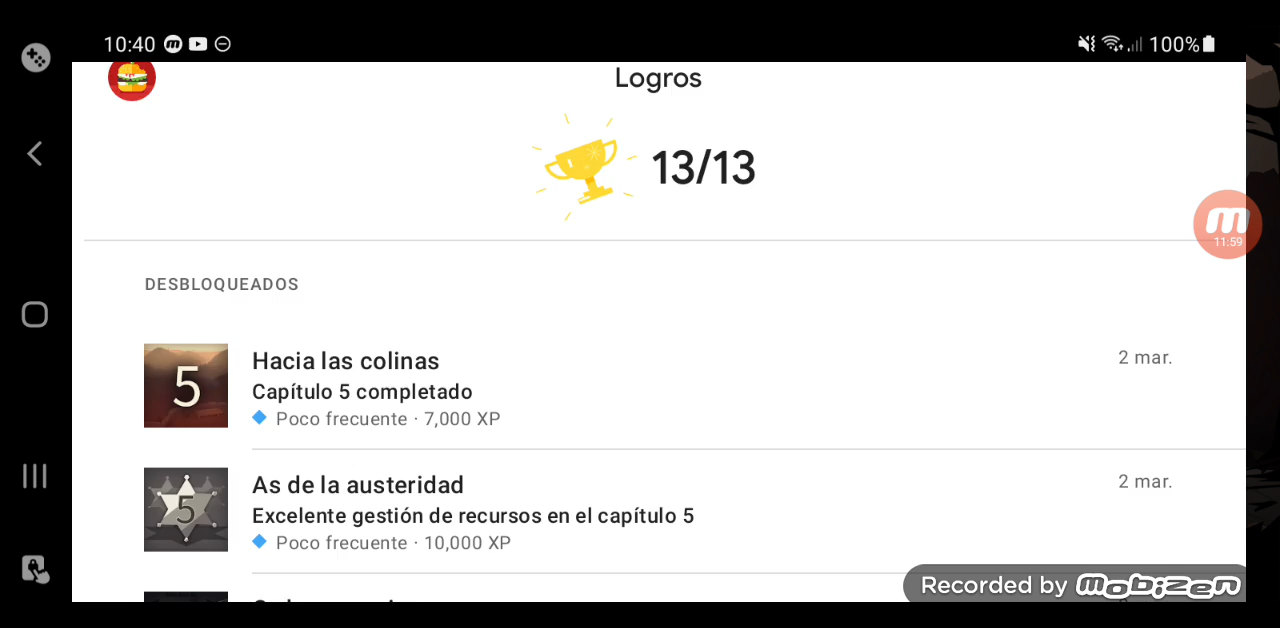 10:40
100%
Logros
13/13
11:59
DESBLOQUEADOS
5
Hacia las colinas
2 mar.
Capítulo 5 completado
Poco frecuente · 7,000 XP
5
As de la austeridad
2 mar.
Excelente gestión de recursos en el capítulo 5
Poco frecuente · 10,000 XP
Recorded by mobizen